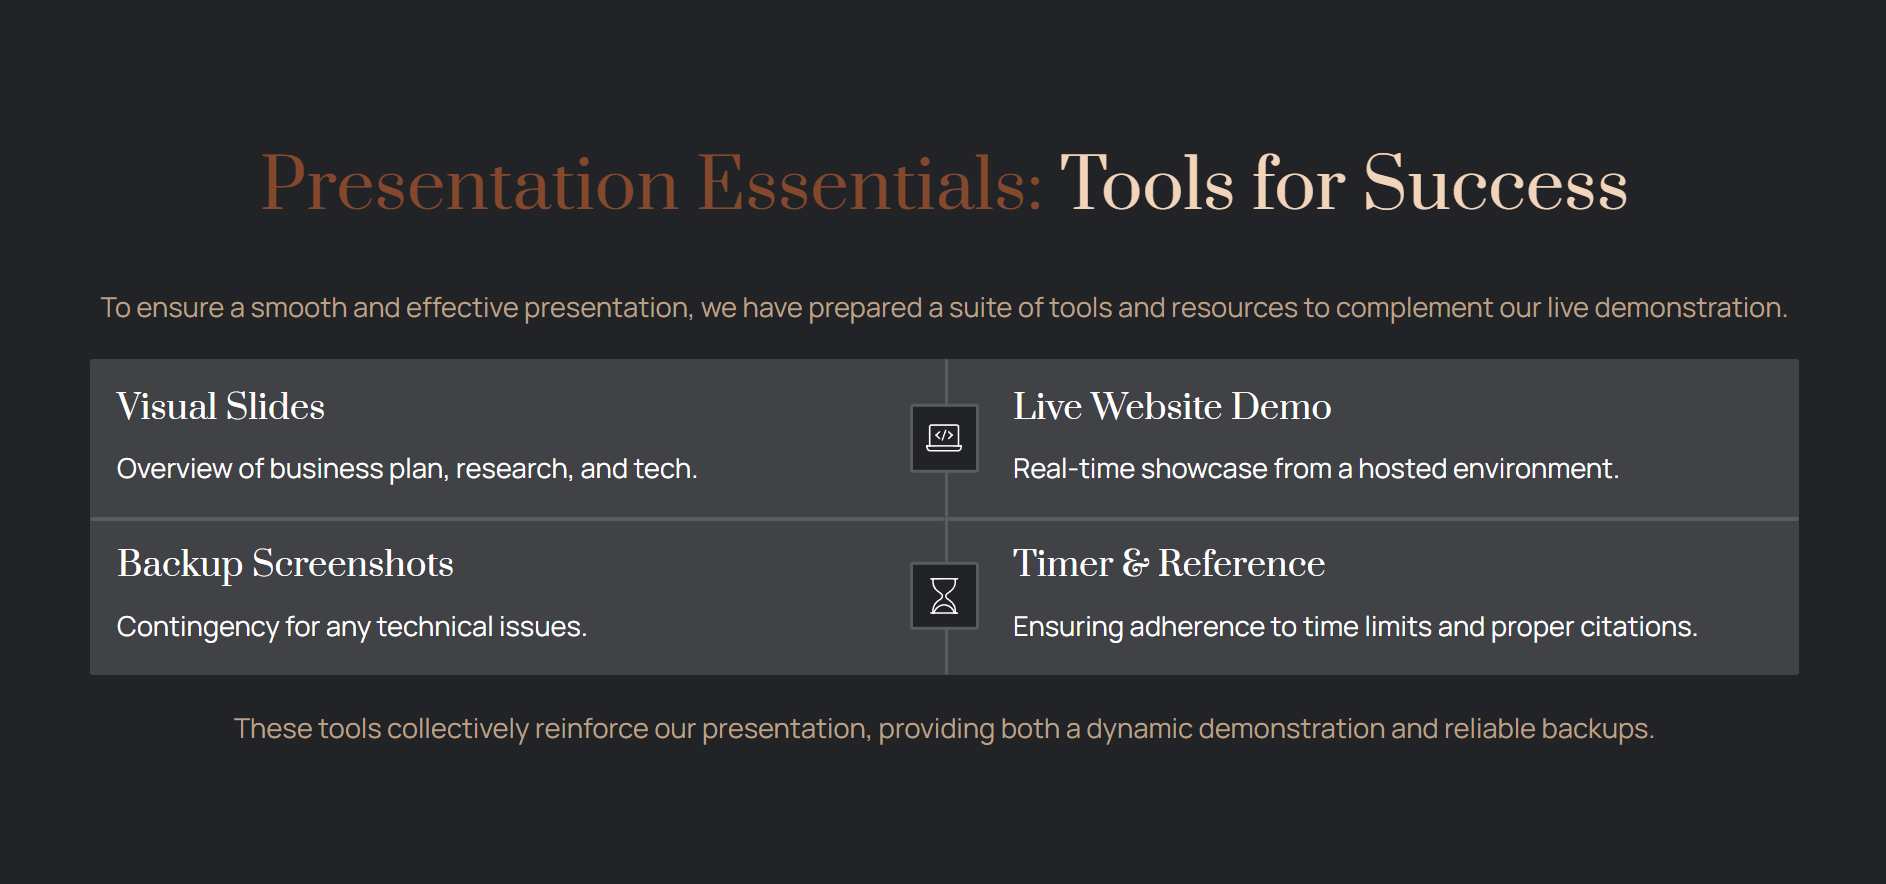 Presentation Essentials: Tools for Success
To ensure a smooth and effective presentation, we have prepared a suite of tools and resources to complement our live demonstration.
Visual Slides
Overview of business plan, research, and tech.
</>
Live Website Demo
Real-time showcase from a hosted environment.
Backup Screenshots
Contingency for any technical issues.
Timer & Reference
Ensuring adherence to time limits and proper citations.
These tools collectively reinforce our presentation, providing both a dynamic demonstration and reliable backups.